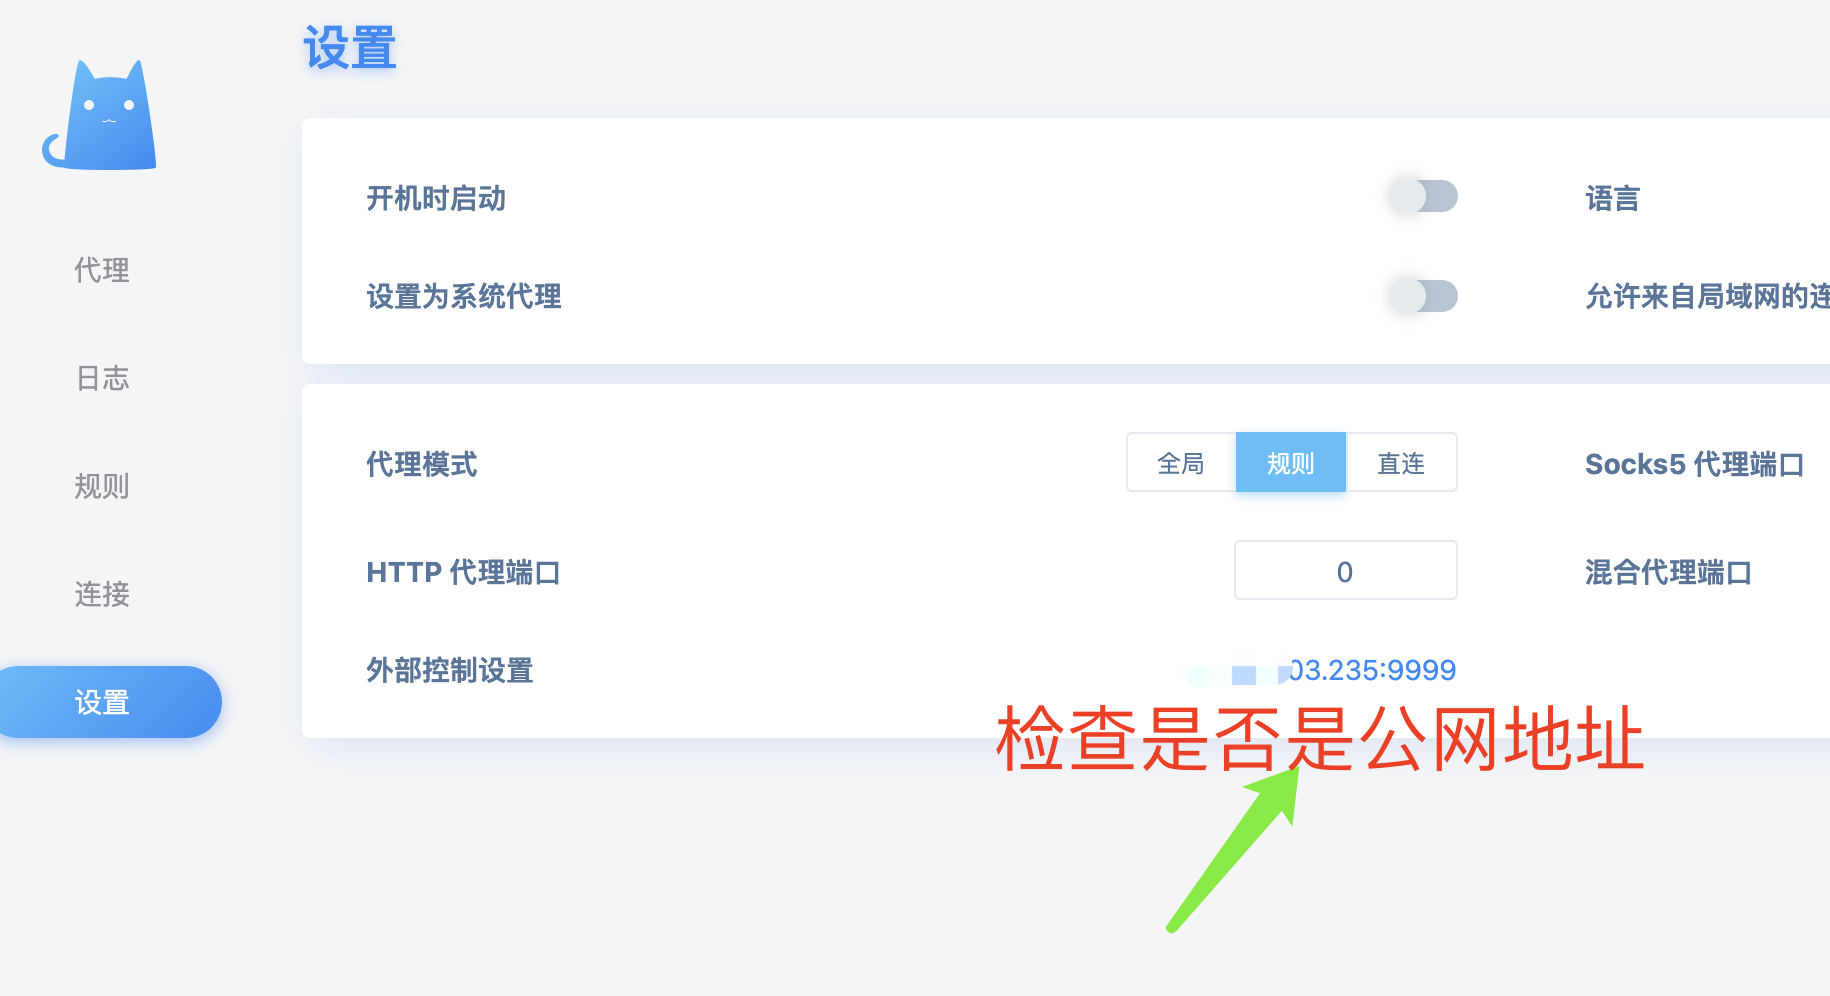 设置
开机时启动
语言
设置为系统代理
允许来自局域网的连
代理
日志
规则
连接
设置
代理模式
全局 规则 直连
Socks5 代理端口
HTTP 代理端口
0
混合代理端口
外部控制设置
03.235:9999
检查是否是公网地址